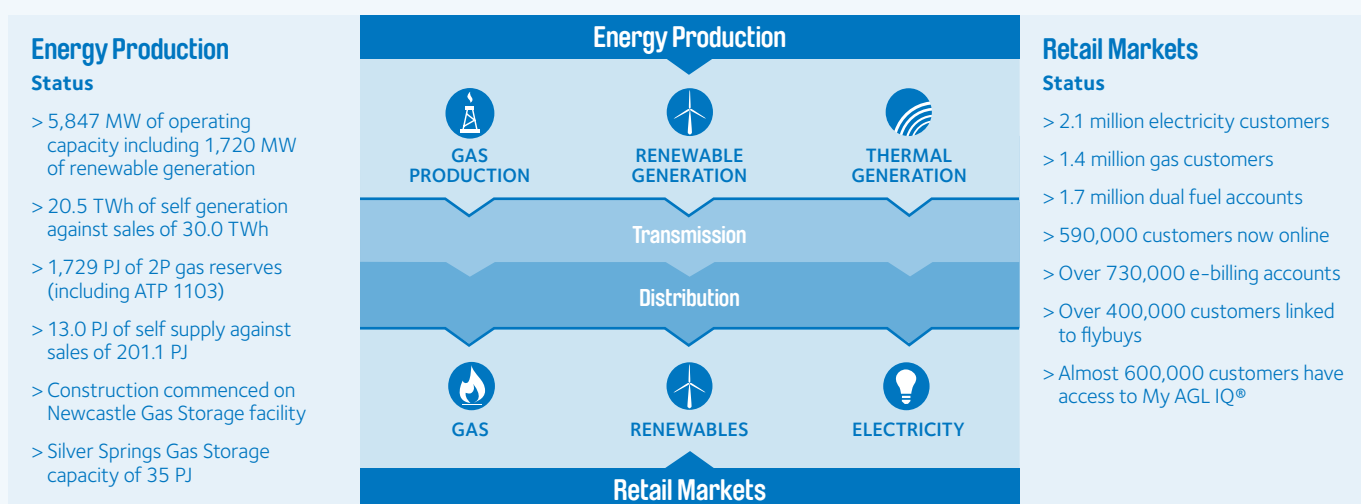 Energy Production
Status
> 5,847 MW of operating
capacity including 1,720 MW
of renewable generation
> 20.5 TWh of self generation
against sales of 30.0 TWh
> 1,729 PJ of 2P gas reserves
(including ATP 1103)
> 13.0 PJ of self supply against
sales of 201.1 PJ
> Construction commenced on
Newcastle Gas Storage facility
> Silver Springs Gas Storage
capacity of 35 PJ
Energy Production
GAS
PRODUCTION
RENEWABLE
GENERATION
THERMAL
GENERATION
Transmission
Distribution
GAS
RENEWABLES
ELECTRICITY
Retail Markets
Retail Markets
Status
> 2.1 million electricity customers
> 1.4 million gas customers
> 1.7 million dual fuel accounts
> 590,000 customers now online
> Over 730,000 e-billing accounts
> Over 400,000 customers linked
to flybuys
> Almost 600,000 customers have
access to My AGL IQ®